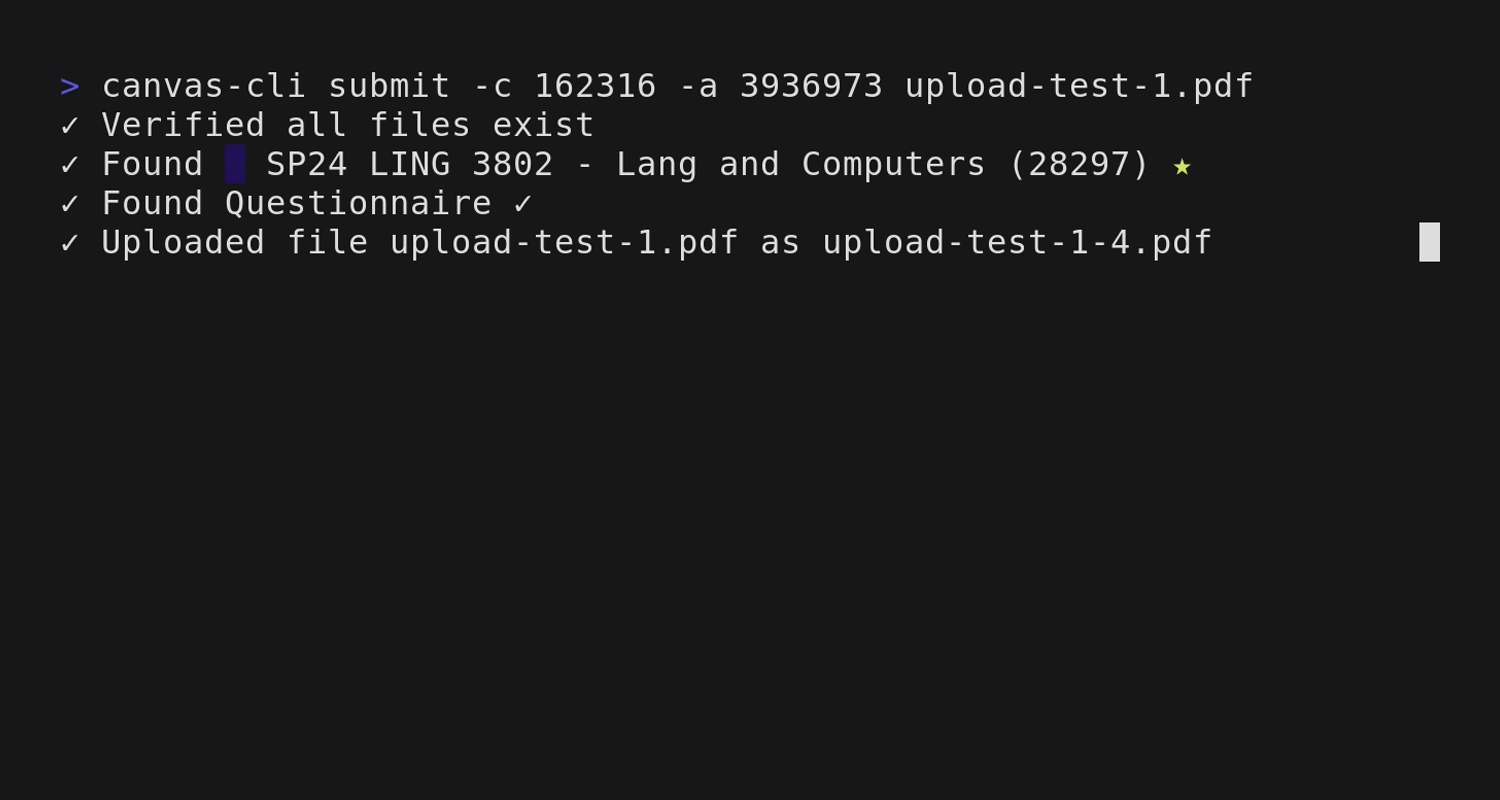 > canvas-cli submit -c 162316 -a 3936973 upload-test-1.pdf
✓ Verified all files exist
✓ Found █ SP24 LING 3802 - Lang and Computers (28297) ★
✓ Found Questionnaire ✓
✓ Uploaded file upload-test-1.pdf as upload-test-1-4.pdf